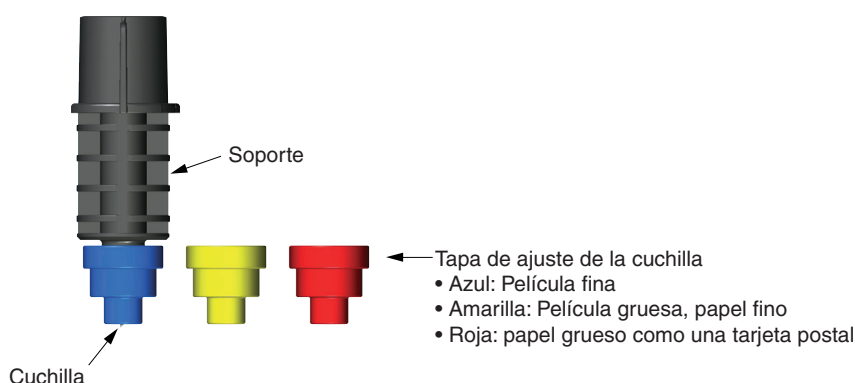 Soporte
Tapa de ajuste de la cuchilla
• Azul: Película fina
• Amarilla: Película gruesa, papel fino
• Roja: papel grueso como una tarjeta postal
Cuchilla